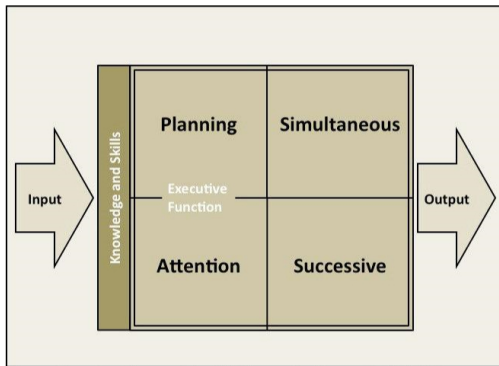 Input
Knowledge and Skills
Planning
Simultaneous
Executive
Function
Attention
Successive
Output